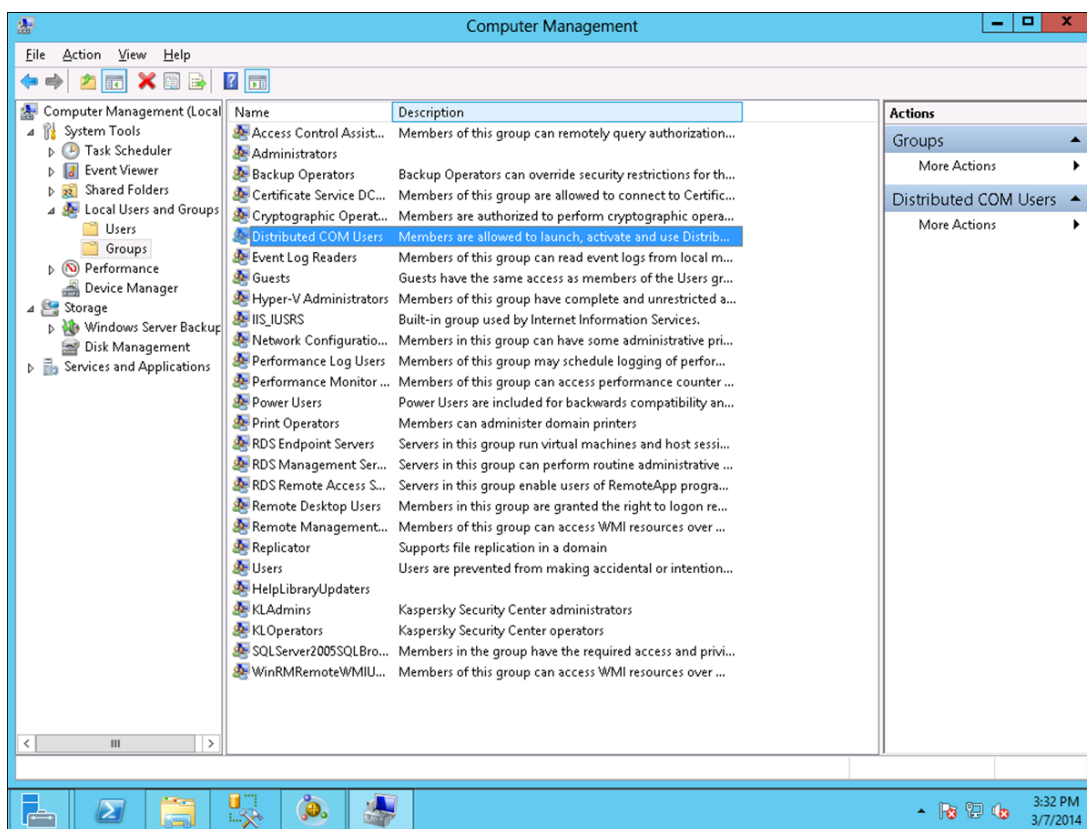 Computer Management
File Action View Help
Computer Management (Local
System Tools
Task Scheduler
Event Viewer
Shared Folders
Local Users and Groups
Users
Groups
Performance
Device Manager
Storage
Windows Server Backup
Disk Management
Services and Applications
Name Description
Access Control Assist... Members of this group can remotely query authorization...
Administrators
Backup Operators Backup Operators can override security restrictions for th...
Certificate Service DC... Members of this group are allowed to connect to Certific...
Cryptographic Operat... Members are authorized to perform cryptographic opera...
Distributed COM Users Members are allowed to launch, activate and use Distrib...
Event Log Readers Members of this group can read event logs from local m...
Guests Guests have the same access as members of the Users gr...
Hyper-V Administrators Members of this group have complete and unrestricted a...
IIS_IUSRS Built-in group used by Internet Information Services.
Network Configuratio... Members in this group can have some administrative pri...
Performance Log Users Members of this group may schedule logging of perfor...
Performance Monitor ... Members of this group can access performance counter ...
Power Users Power Users are included for backwards compatibility an...
Print Operators Members can administer domain printers
RDS Endpoint Servers Servers in this group run virtual machines and host sessi...
RDS Management Ser... Servers in this group can perform routine administrative ...
RDS Remote Access S... Servers in this group enable users of RemoteApp progra...
Remote Desktop Users Members in this group are granted the right to logon re...
Remote Management... Members of this group can access WMI resources over ...
Replicator Supports file replication in a domain
Users Users are prevented from making accidental or intention...
HelpLibraryUpdaters
KLAdmins Kaspersky Security Center administrators
KLOperators Kaspersky Security Center operators
SQLServer2005SQLBro... Members in the group have the required access and privi...
WinRMRemoteWMIU... Members of this group can access WMI resources over ...
Actions
Groups
More Actions
Distributed COM Users
More Actions
3:32 PM
3/7/2014